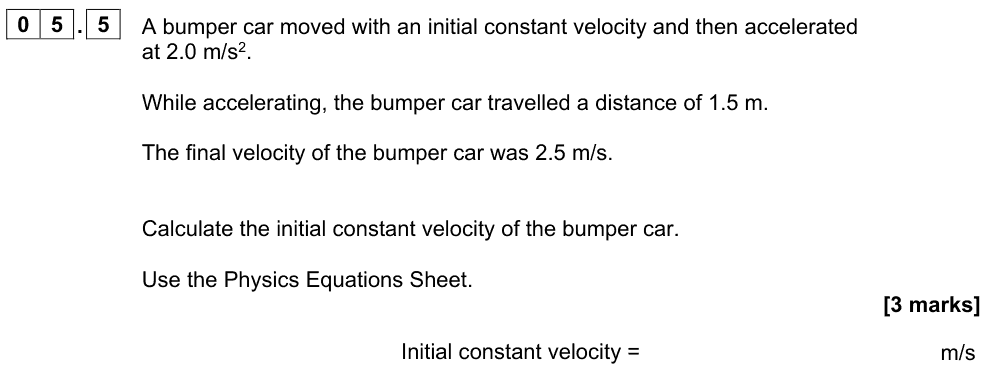 05.5 A bumper car moved with an initial constant velocity and then accelerated
at 2.0 m/s².
While accelerating, the bumper car travelled a distance of 1.5 m.
The final velocity of the bumper car was 2.5 m/s.
Calculate the initial constant velocity of the bumper car.
Use the Physics Equations Sheet.
[3 marks]
Initial constant velocity = m/s